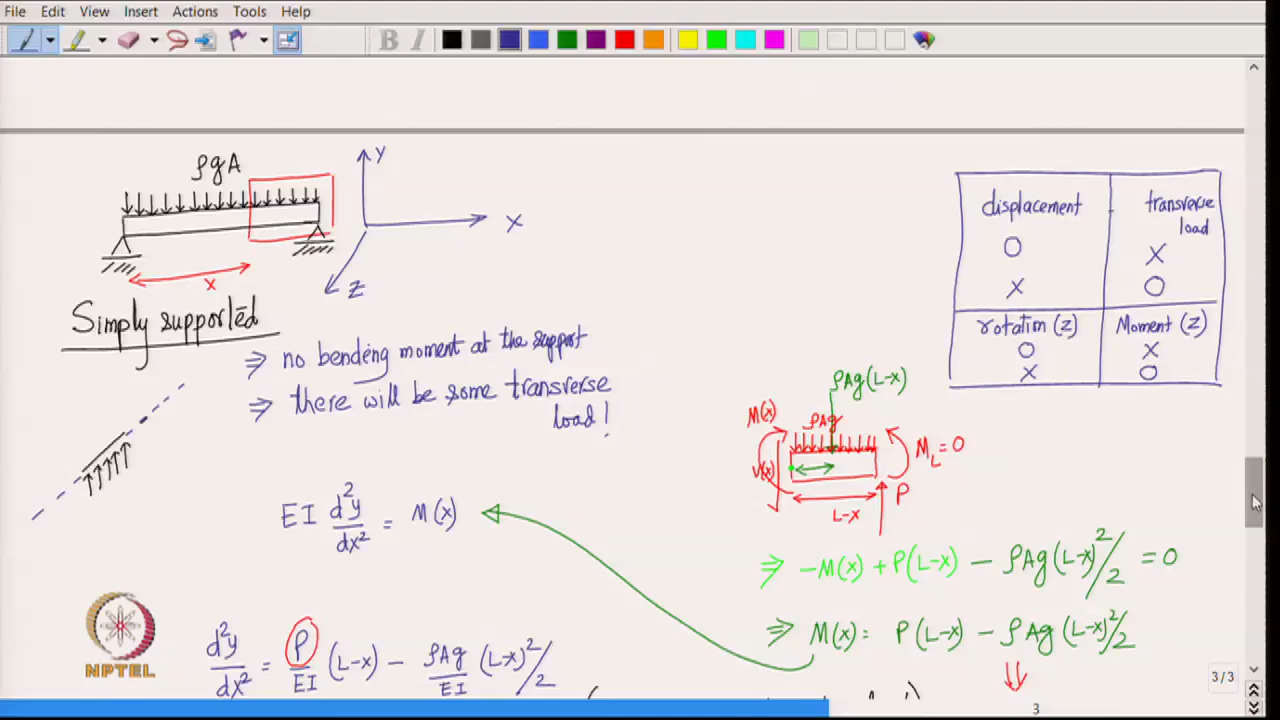 File Edit View Insert Actions Tools Help
B I
ρgA
Y
X
Z
x
Simply supported
⇒ no bending moment at the support
⇒ there will be some transverse
load!
displacement transverse
load
O X
X O
rotation (z) Moment (z)
O X
X O
ρAg(L-x)
M(x) ρAg
V(x) M_L = 0
P
L-x
EI d²y/dx² = M(x)
⇒ -M(x) + P(L-x) - ρAg(L-x)²/2 = 0
⇒ M(x) = P(L-x) - ρAg(L-x)²/2
d²y/dx² = P/EI (L-x) - ρAg/EI (L-x)²/2
NPTEL
3/3
3